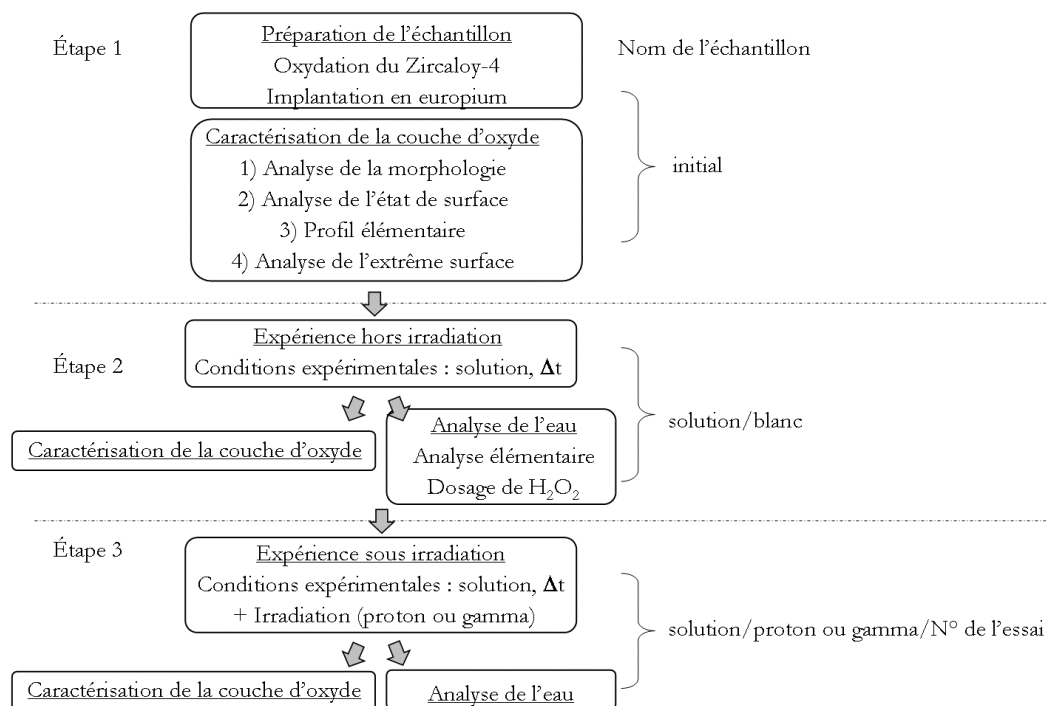 Étape 1
Préparation de l'échantillon
Oxydation du Zircaloy-4
Implantation en europium
Nom de l'échantillon
Caractérisation de la couche d'oxyde
1) Analyse de la morphologie
2) Analyse de l'état de surface
3) Profil élémentaire
4) Analyse de l'extrême surface
initial
Étape 2
Expérience hors irradiation
Conditions expérimentales : solution, Δt
Caractérisation de la couche d'oxyde
Analyse de l'eau
Analyse élémentaire
Dosage de H₂O₂
solution/blanc
Étape 3
Expérience sous irradiation
Conditions expérimentales : solution, Δt
+ Irradiation (proton ou gamma)
solution/proton ou gamma/N° de l'essai
Caractérisation de la couche d'oxyde
Analyse de l'eau